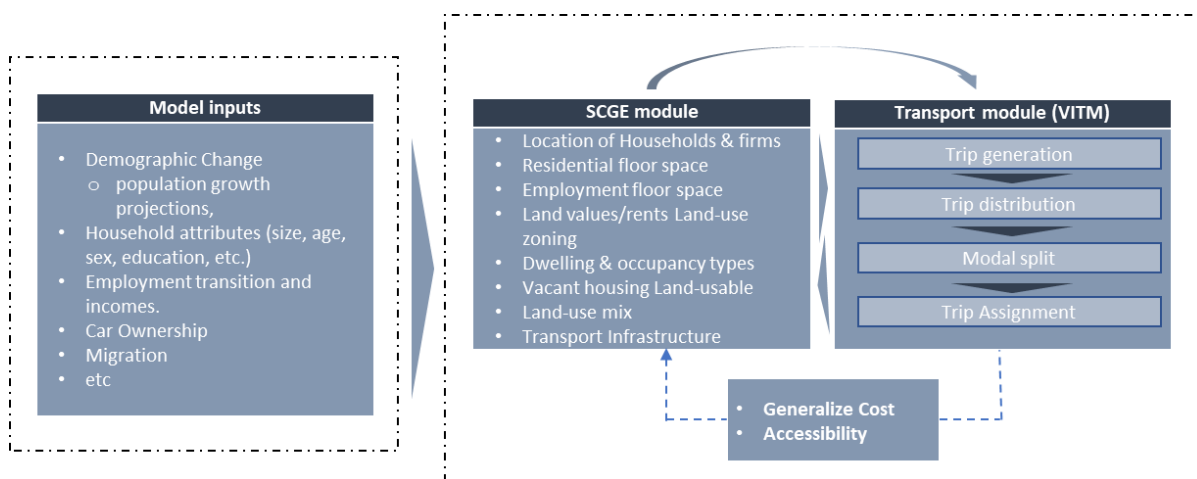 Model inputs
• Demographic Change
o population growth
projections,
• Household attributes (size, age,
sex, education, etc.)
• Employment transition and
incomes.
• Car Ownership
• Migration
• etc
SCGE module
• Location of Households & firms
• Residential floor space
• Employment floor space
• Land values/rents Land-use
zoning
• Dwelling & occupancy types
• Vacant housing Land-usable
• Land-use mix
• Transport Infrastructure
Transport module (VITM)
Trip generation
Trip distribution
Modal split
Trip Assignment
• Generalize Cost
• Accessibility